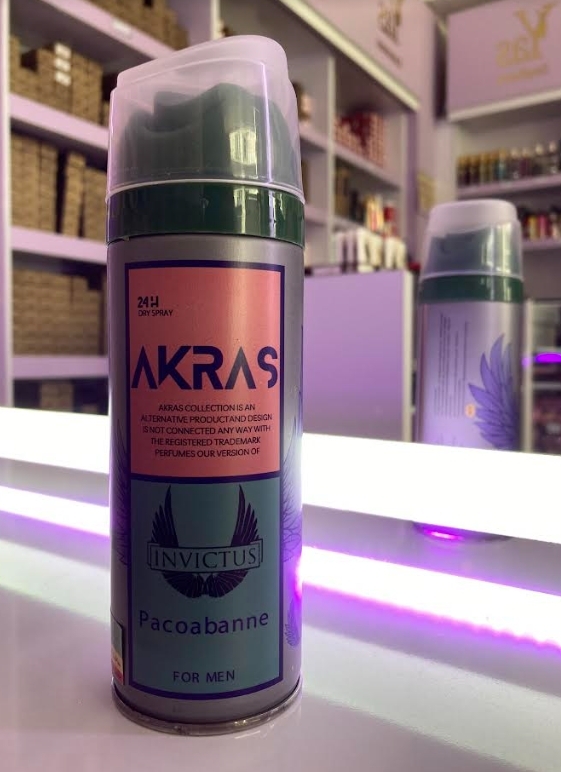 24H
DRY SPRAY
AKRAS
AKRAS COLLECTION IS AN
ALTERNATIVE PRODUCTAND DESIGN
IS NOT CONNECTED ANY WAY WITH
THE REGISTERED TRADEMARK
PERFUMES OUR VERSION OF
INVICTUS
Pacoabanne
FOR MEN
Yas